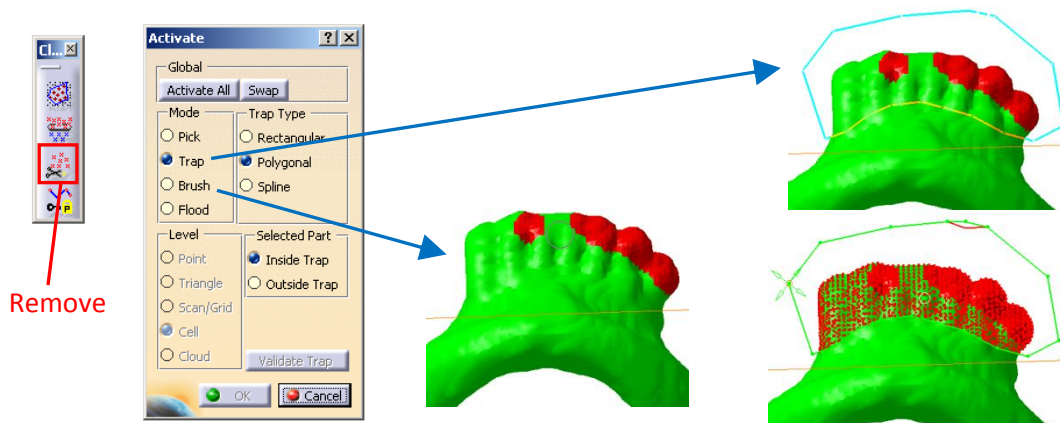 Cl...
Remove
Activate
Global
Activate All Swap
Mode
Pick
Trap
Brush
Flood
Trap Type
Rectangular
Polygonal
Spline
Level
Point
Triangle
Scan/Grid
Cell
Cloud
Selected Part
Inside Trap
Outside Trap
Validate Trap
OK Cancel
P